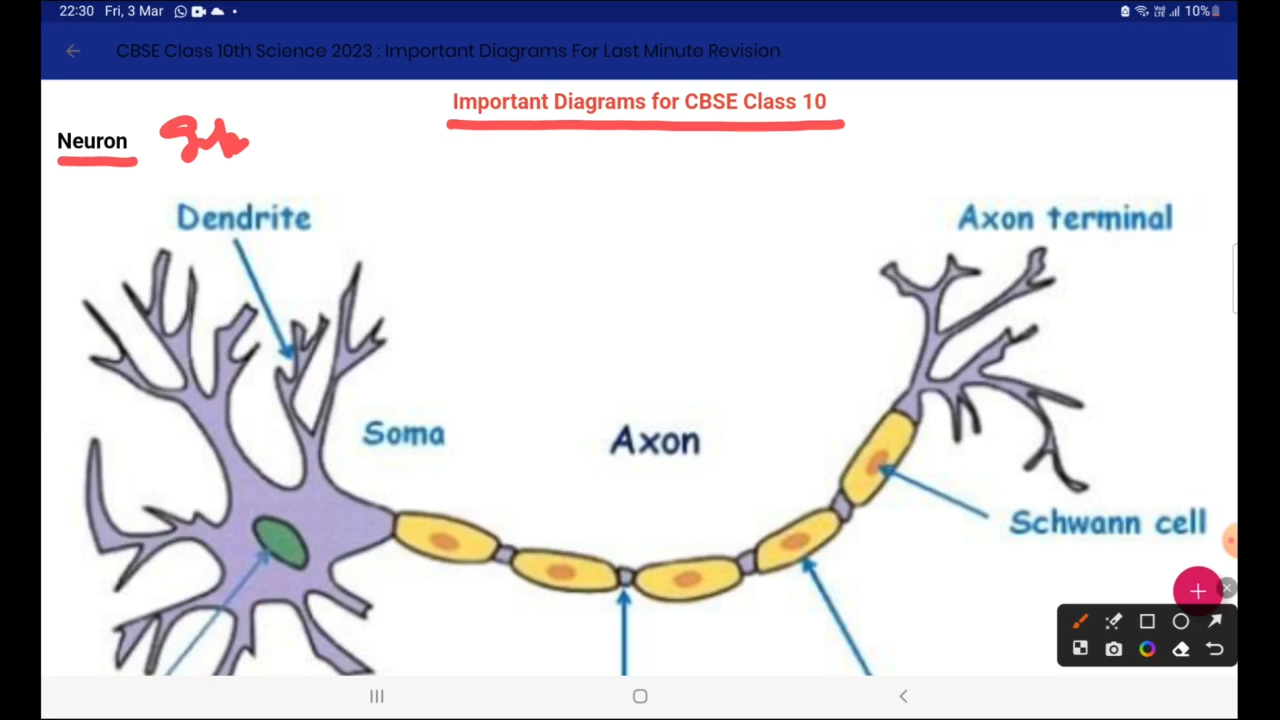 22:30 Fri, 3 Mar
10%
CBSE Class 10th Science 2023 : Important Diagrams For Last Minute Revision
Important Diagrams for CBSE Class 10
Neuron
Dendrite
Axon terminal
Soma
Axon
Schwann cell